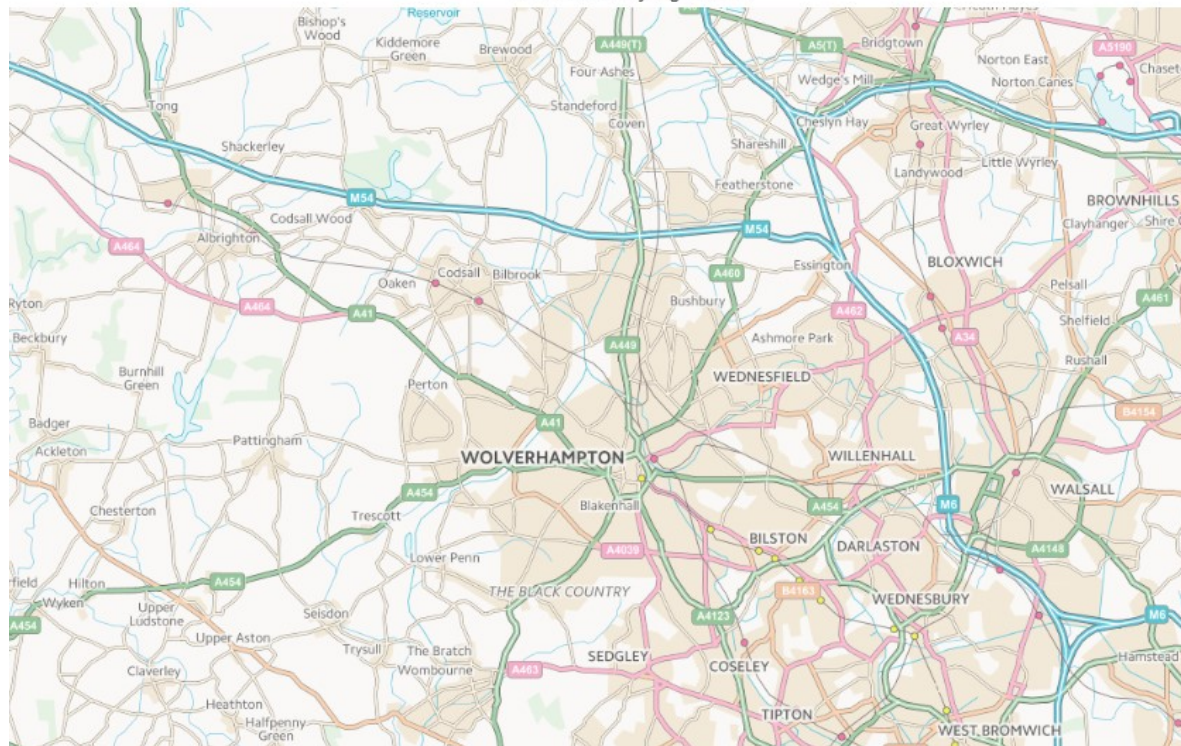 Bishop's
Wood
Reservoir
Kiddemore
Green
Brewood
A449(T)
Four Ashes
A5(T)
Bridgtown
Wedge's Mill
Norton East
Norton Canes
A5190
Tong
Standeford
Coven
Cheslyn Hay
Great Wyrley
Shareshill
Landywood
Little Wyrley
Shackerley
M54
Featherstone
BROWNHILLS
Codsall Wood
Clayhanger
M54
Albrighton
A464
Essington
BLOXWICH
Oaken
Codsall
Bilbrook
A460
Pelsall
Ryton
A464
A41
Bushbury
A462
A461
Beckbury
Ashmore Park
A34
Shelfield
A449
Rushall
Burnhill
Green
Perton
WEDNESFIELD
B4154
Badger
A41
Ackleton
Pattingham
WOLVERHAMPTON
WILLENHALL
A454
WALSALL
Chesterton
Blakenhall
A454
M6
Trescott
BILSTON
DARLASTON
A4039
A4148
Lower Penn
Hilton
A454
THE BLACK COUNTRY
B4163
WEDNESBURY
Wyken
Upper
Ludstone
Seisdon
A4123
M6
A454
Upper Aston
Trysull
The Bratch
Wombourne
SEDGLEY
COSELEY
Hamstead
Claverley
A463
Heathton
TIPTON
Halfpenny
Green
WEST BROMWICH